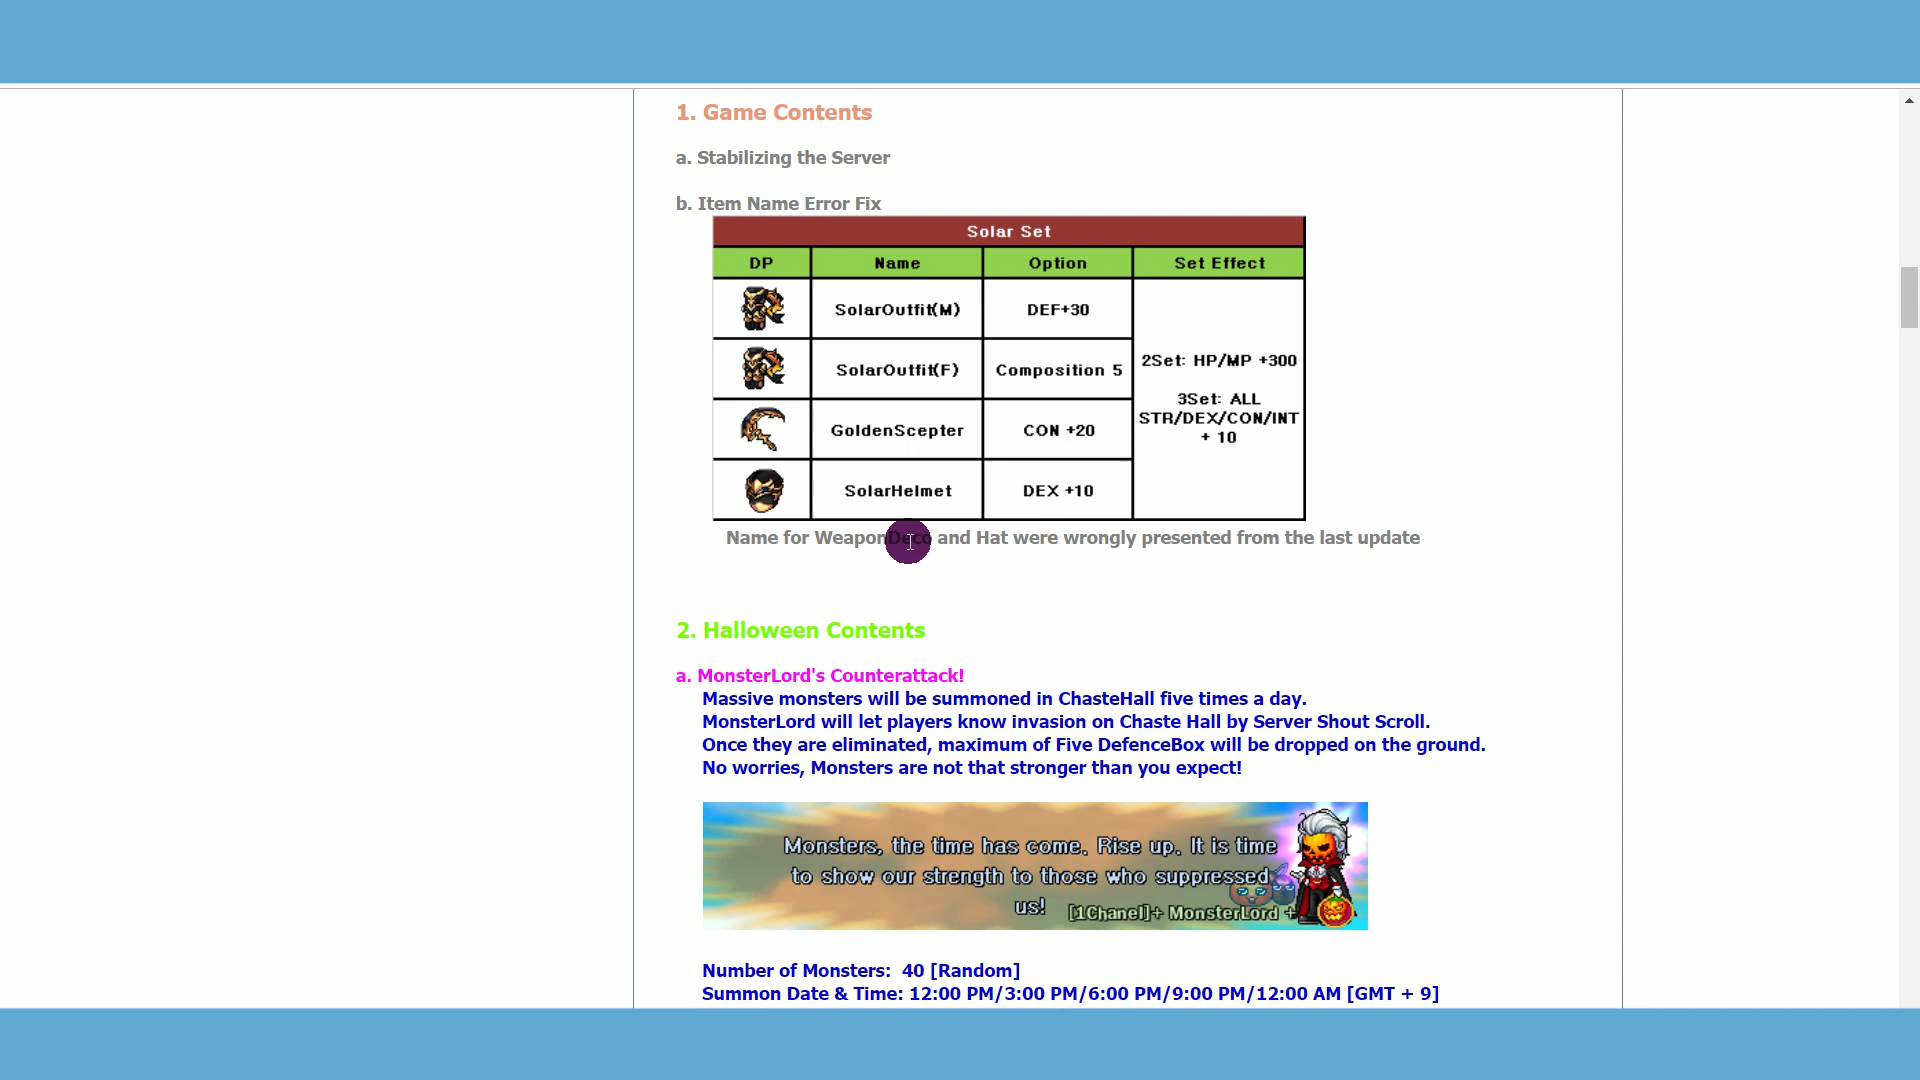 1. Game Contents
a. Stabilizing the Server
b. Item Name Error Fix
Solar Set
DP Name Option Set Effect
SolarOutfit(M) DEF+30
SolarOutfit(F) Composition 5
GoldenScepter CON +20
SolarHelmet DEX +10
2Set: HP/MP +300
3Set: ALL
STR/DEX/CON/INT
+ 10
Name for WeaponDeco and Hat were wrongly presented from the last update
2. Halloween Contents
a. MonsterLord's Counterattack!
Massive monsters will be summoned in ChasteHall five times a day.
MonsterLord will let players know invasion on Chaste Hall by Server Shout Scroll.
Once they are eliminated, maximum of Five DefenceBox will be dropped on the ground.
No worries, Monsters are not that stronger than you expect!
Monsters, the time has come. Rise up. It is time
to show our strength to those who suppressed
us! [1Chanel]+ MonsterLord +
Number of Monsters: 40 [Random]
Summon Date & Time: 12:00 PM/3:00 PM/6:00 PM/9:00 PM/12:00 AM [GMT + 9]